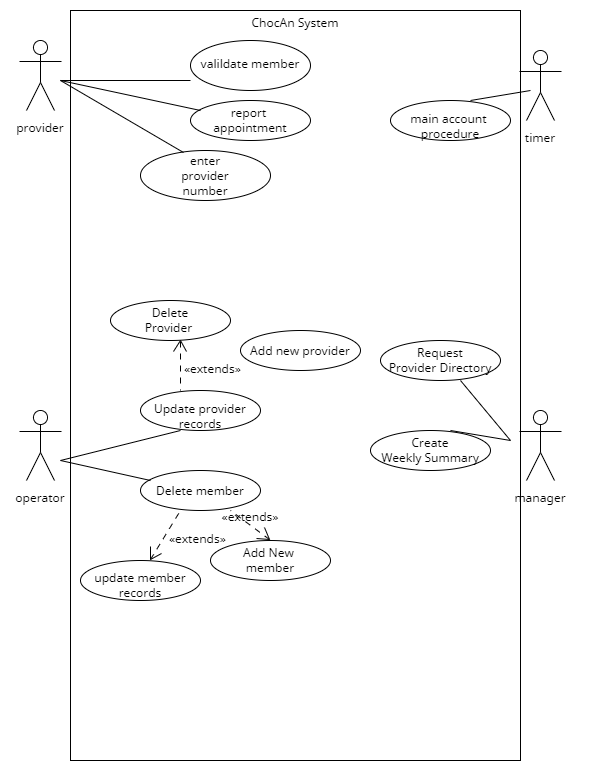 ChocAn System
valildate member
provider
report
appointment
main account
procedure
timer
enter
provider
number
Delete
Provider
Add new provider
Request
Provider Directory
«extends»
Update provider
records
Create
Weekly Summary
operator
Delete member
manager
«extends»
«extends»
Add New
member
update member
records